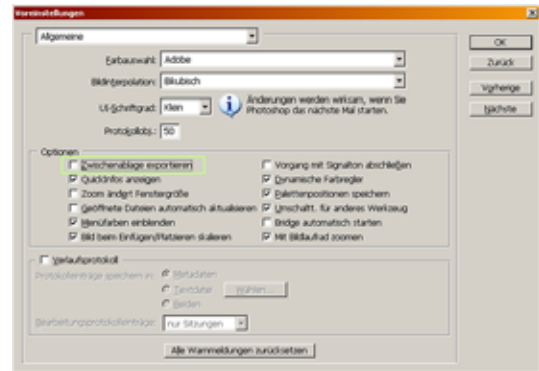 Voreinstellungen
Allgemeine
OK
Farbauswahl: Adobe
Zurück
Bildinterpolation: Bikubisch
Vorherige
UI-Schriftgrad: Klein
Änderungen werden wirksam, wenn Sie
Photoshop das nächste Mal starten.
Nächste
Protokollobj.: 50
Optionen
Zwischenablage exportieren
Vorgang mit Signalton abschließen
QuickInfos anzeigen
Dynamische Farbregler
Zoom ändert Fenstergröße
Palettenpositionen speichern
Geöffnete Dateien automatisch aktualisieren
Umschaltt. für anderes Werkzeug
Menüfarben einblenden
Bridge automatisch starten
Bild beim Einfügen/Platzieren skalieren
Mit Bildlaufrad zoomen
Verlaufsprotokoll
Protokolleinträge speichern in: Metadaten
Textdatei Wählen...
Beiden
Bearbeitungsprotokolleinträge: nur Sitzungen
Alle Warnmeldungen zurücksetzen